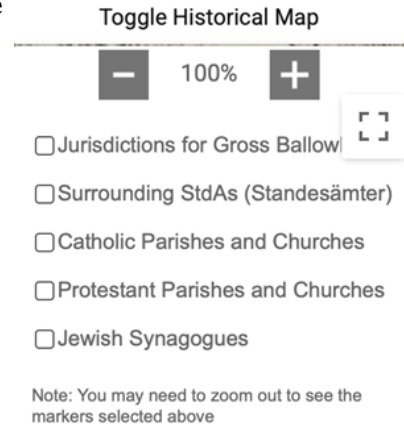 e
Toggle Historical Map
− 100% +
Jurisdictions for Gross Ballow
Surrounding StdAs (Standesämter)
Catholic Parishes and Churches
Protestant Parishes and Churches
Jewish Synagogues
Note: You may need to zoom out to see the
markers selected above